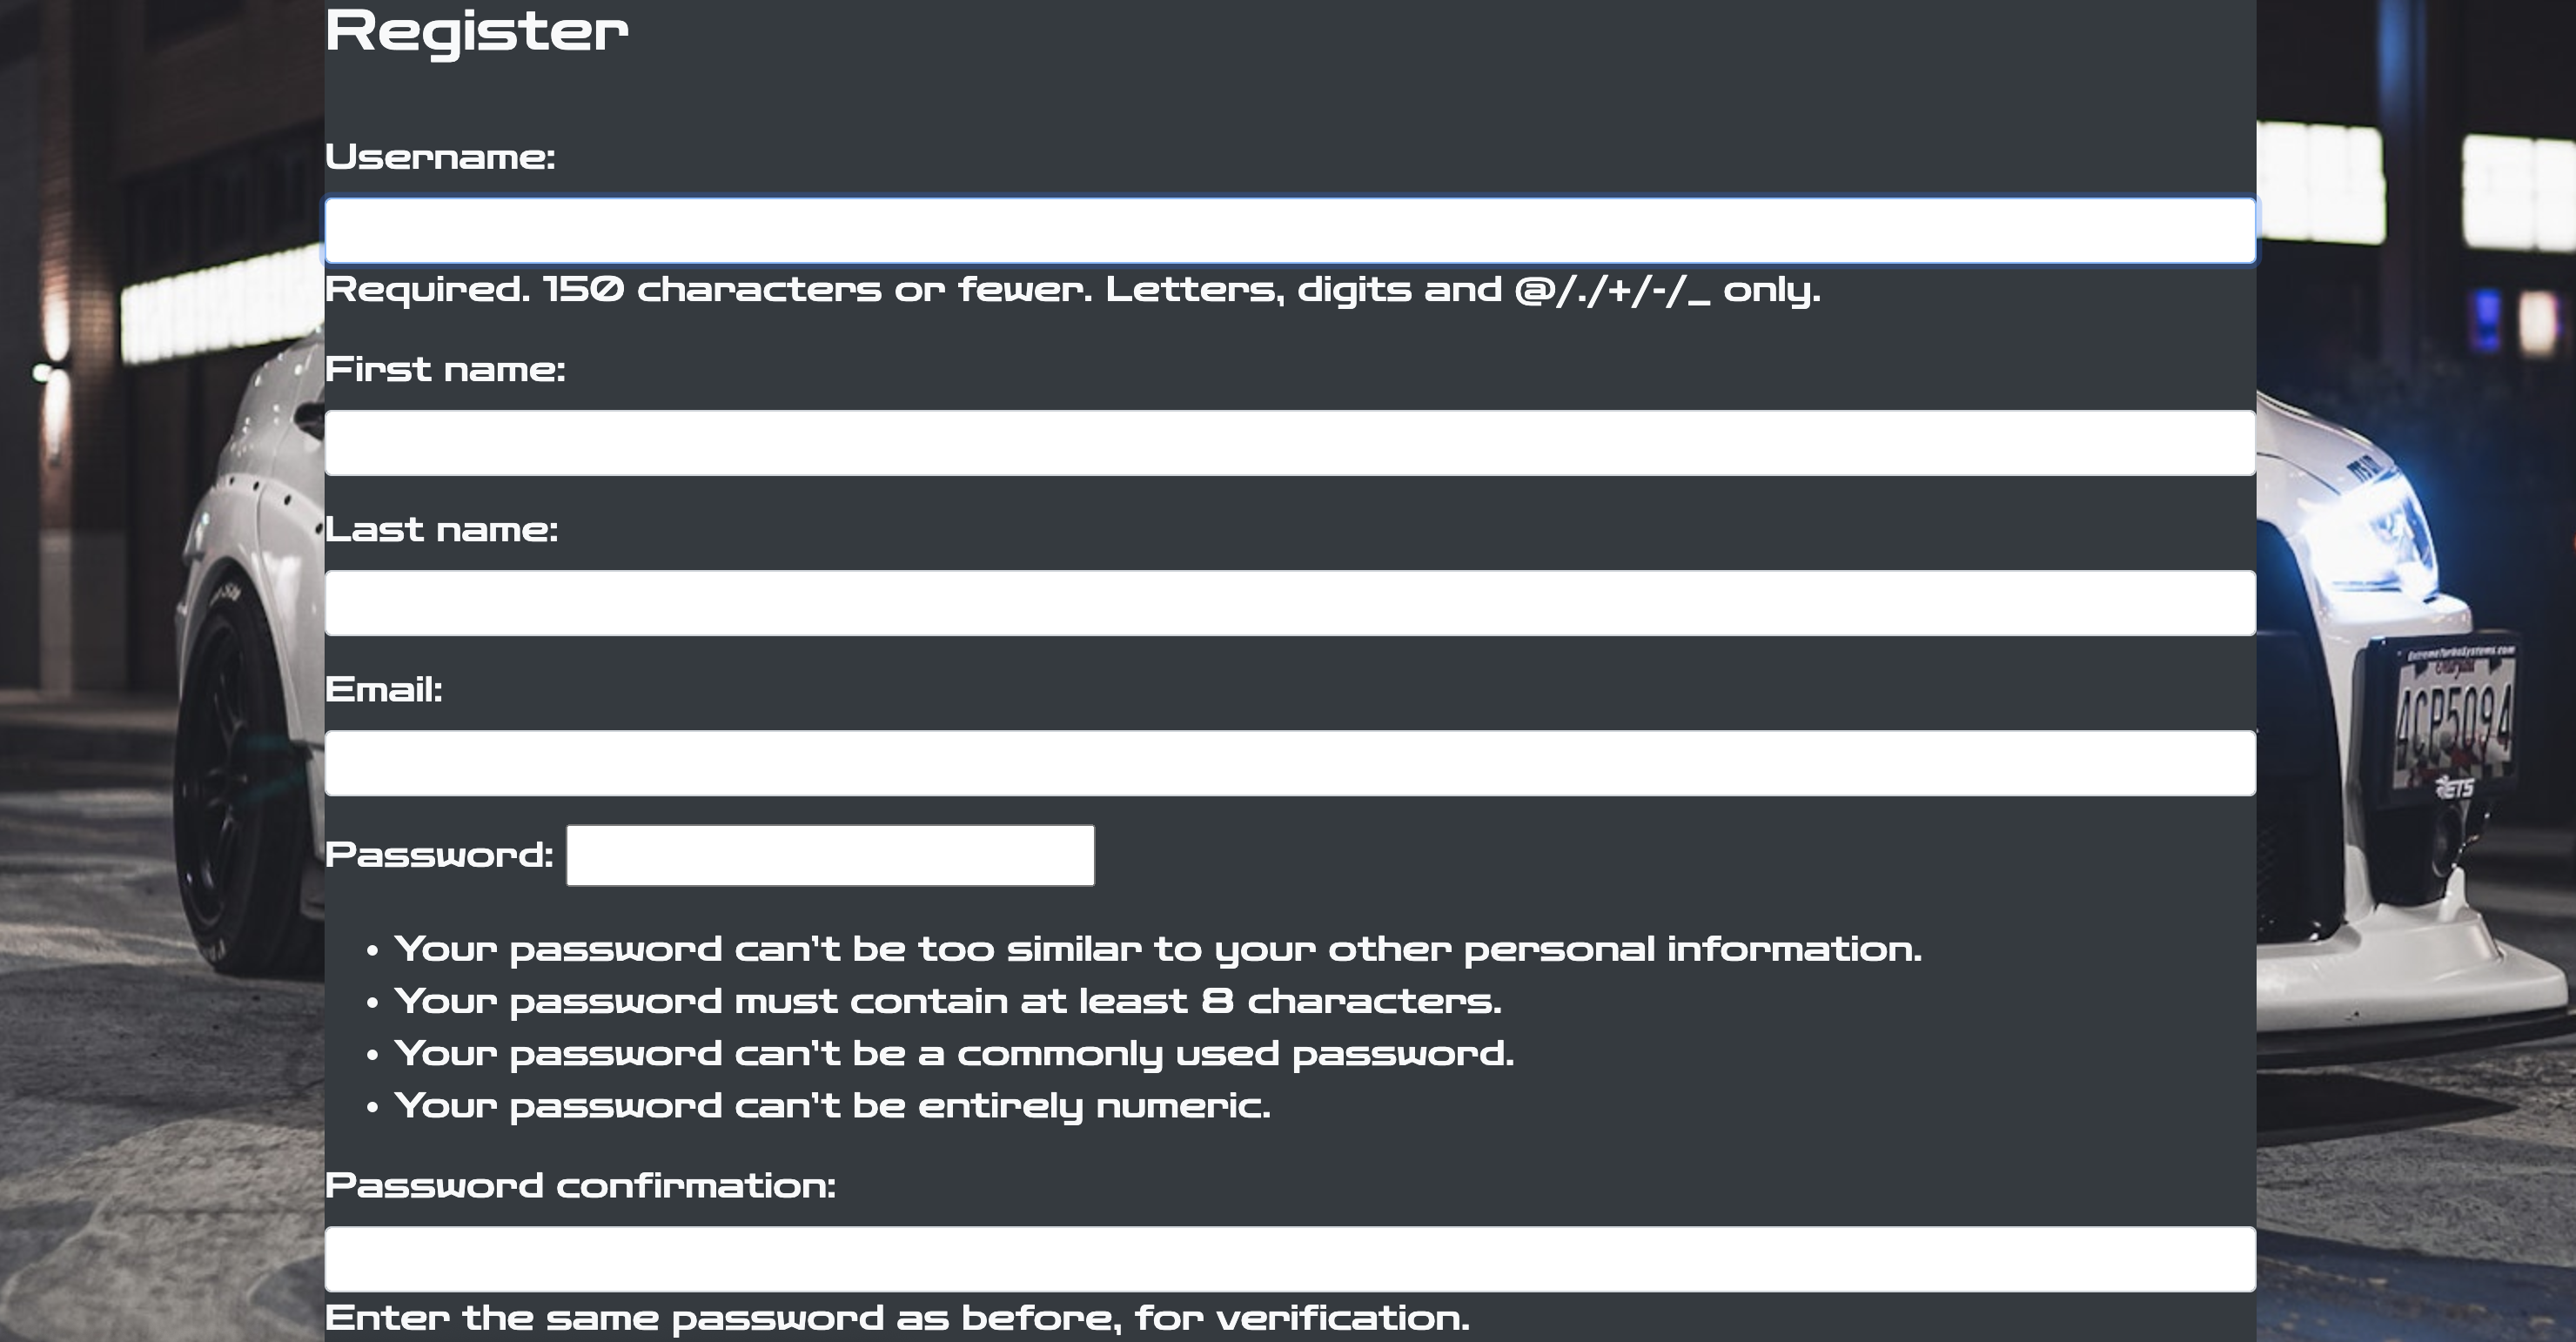 Register
Username:
Required. 150 characters or fewer. Letters, digits and @/./+/-/_ only.
First name:
Last name:
Email:
Password:
• Your password can't be too similar to your other personal information.
• Your password must contain at least 8 characters.
• Your password can't be a commonly used password.
• Your password can't be entirely numeric.
Password confirmation:
Enter the same password as before, for verification.
ExtremeTurboSystems.com
4CP5094
ETS